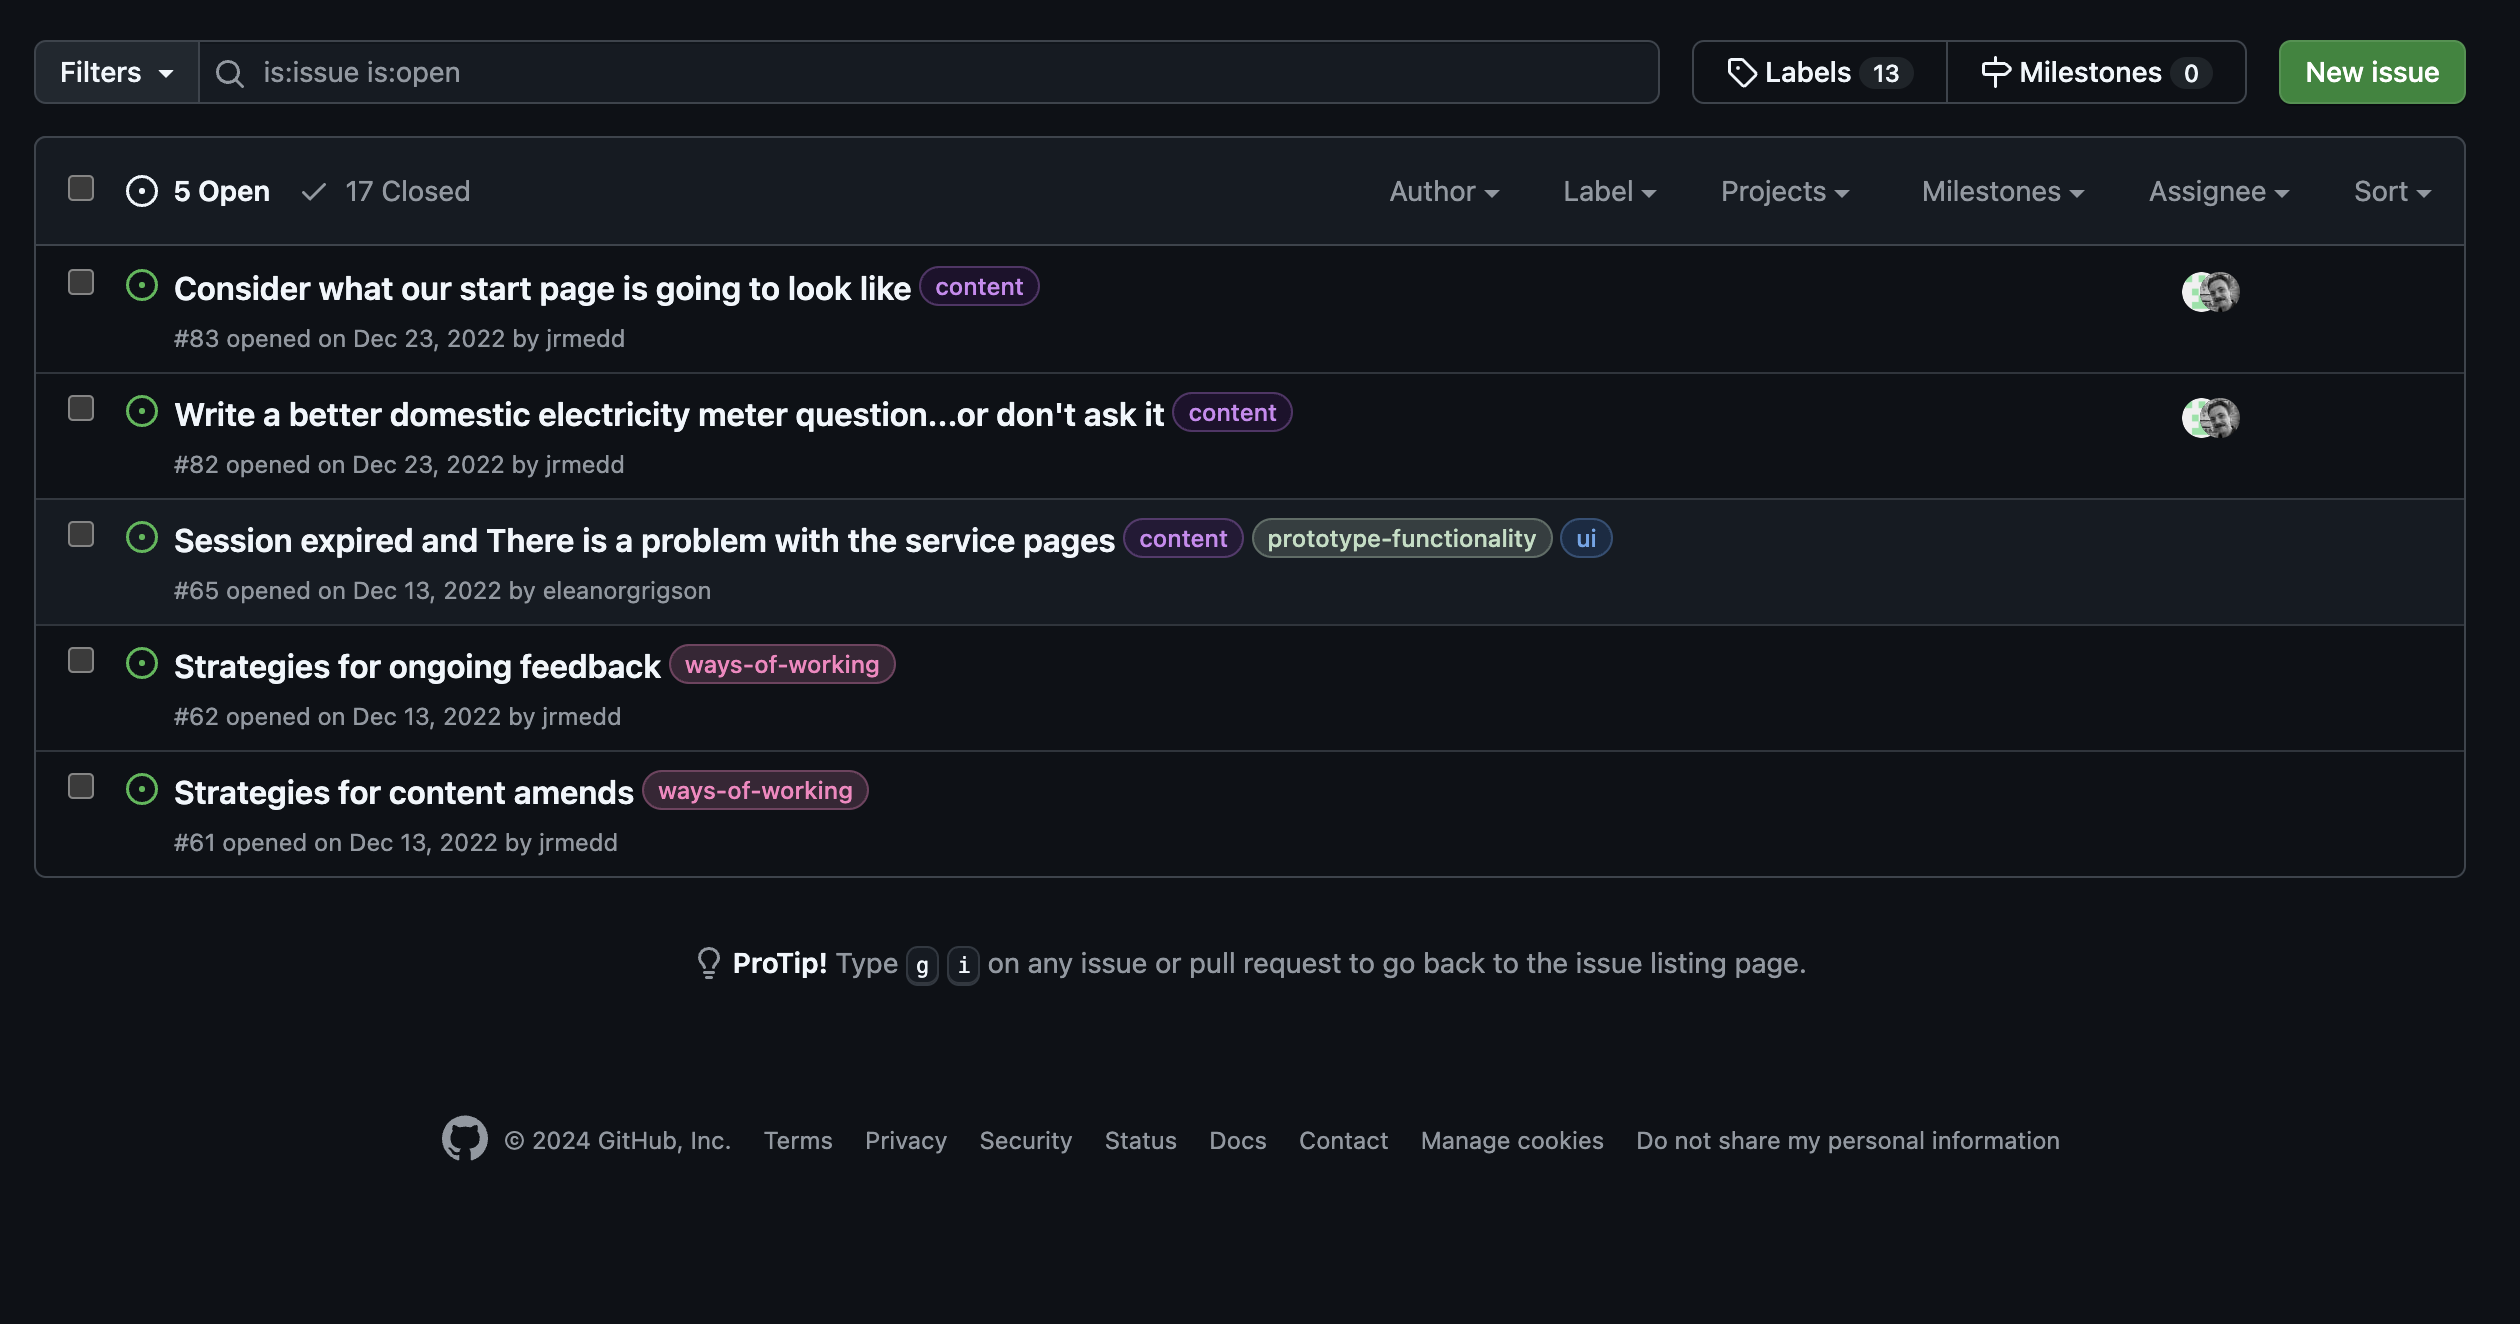 Filters is:issue is:open Labels 13 Milestones 0 New issue
5 Open 17 Closed Author Label Projects Milestones Assignee Sort
Consider what our start page is going to look like content
#83 opened on Dec 23, 2022 by jrmedd
Write a better domestic electricity meter question...or don't ask it content
#82 opened on Dec 23, 2022 by jrmedd
Session expired and There is a problem with the service pages content prototype-functionality ui
#65 opened on Dec 13, 2022 by eleanorgrigson
Strategies for ongoing feedback ways-of-working
#62 opened on Dec 13, 2022 by jrmedd
Strategies for content amends ways-of-working
#61 opened on Dec 13, 2022 by jrmedd
ProTip! Type g i on any issue or pull request to go back to the issue listing page.
© 2024 GitHub, Inc. Terms Privacy Security Status Docs Contact Manage cookies Do not share my personal information